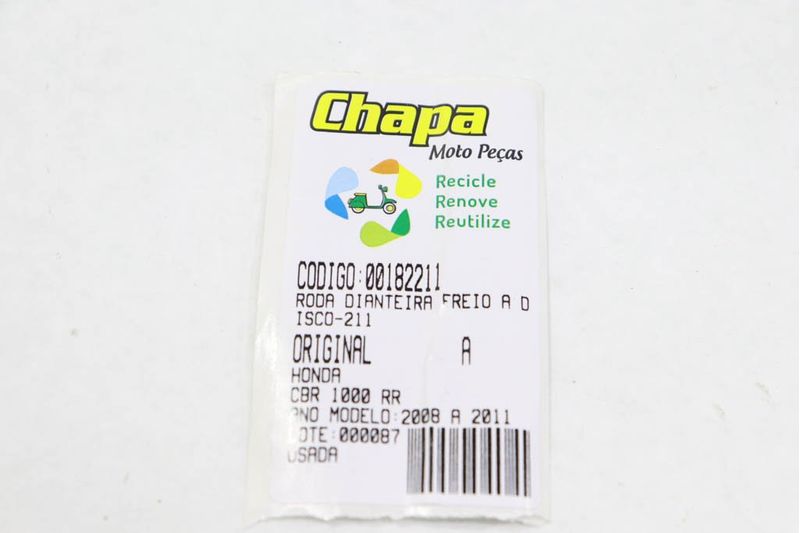 Chapa
Moto Peças
Recicle
Renove
Reutilize
CODIGO:00182211
RODA DIANTEIRA FREIO A D
ISCO-211
ORIGINAL A
HONDA
CBR 1000 RR
ANO MODELO:2008 A 2011
LOTE:000087
USADA